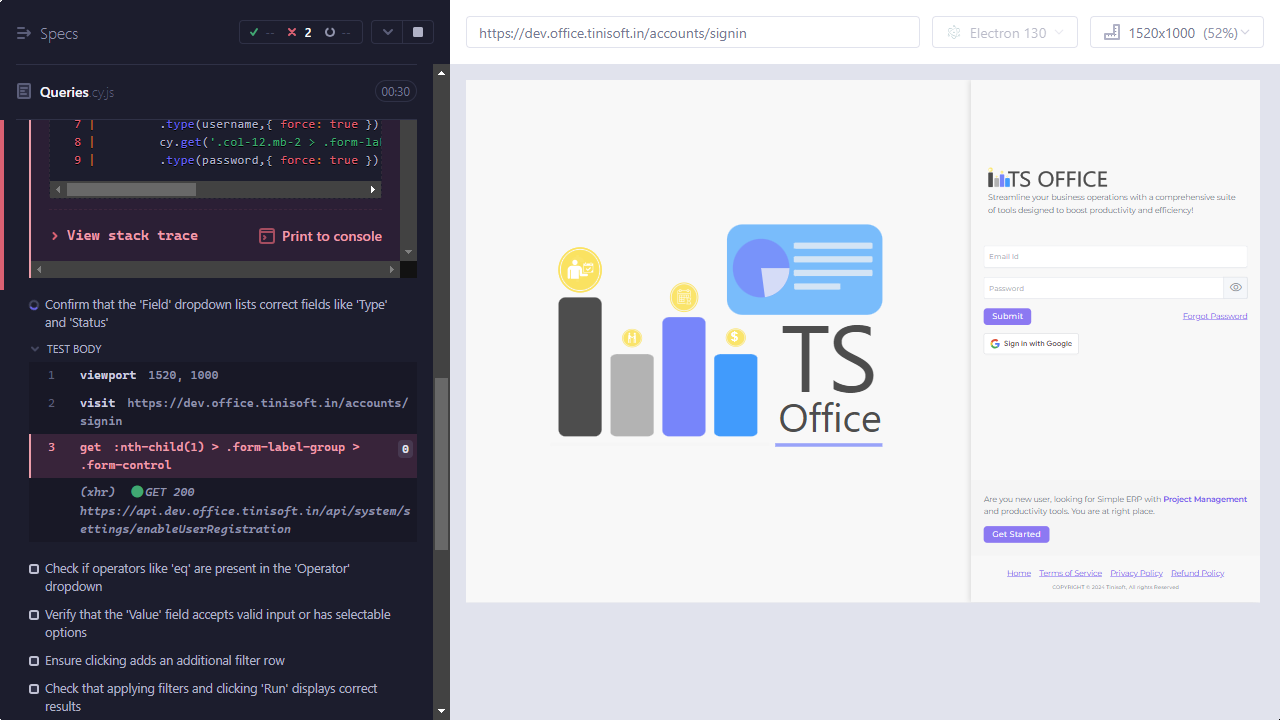 Specs
--
2
--
https://dev.office.tinisoft.in/accounts/signin
Electron 130
1520x1000 (52%)
Queries.cy.js
00:30
7 | .type(username,{ force: true })
8 | cy.get('.col-12.mb-2 > .form-lab
9 | .type(password,{ force: true })
View stack trace
Print to console
Confirm that the 'Field' dropdown lists correct fields like 'Type'
and 'Status'
TEST BODY
1 viewport 1520, 1000
2 visit https://dev.office.tinisoft.in/accounts/
signin
3 get :nth-child(1) > .form-label-group >
.form-control
0
(xhr) GET 200
https://api.dev.office.tinisoft.in/api/system/s
ettings/enableUserRegistration
Check if operators like 'eq' are present in the 'Operator'
dropdown
Verify that the 'Value' field accepts valid input or has selectable
options
Ensure clicking adds an additional filter row
Check that applying filters and clicking 'Run' displays correct
results
$
TS
Office
TS OFFICE
Streamline your business operations with a comprehensive suite
of tools designed to boost productivity and efficiency!
Email Id
Password
Submit
Forgot Password
Sign in with Google
Are you new user, looking for Simple ERP with Project Management
and productivity tools. You are at right place.
Get Started
Home Terms of Service Privacy Policy Refund Policy
COPYRIGHT © 2024 Tinisoft, All rights Reserved